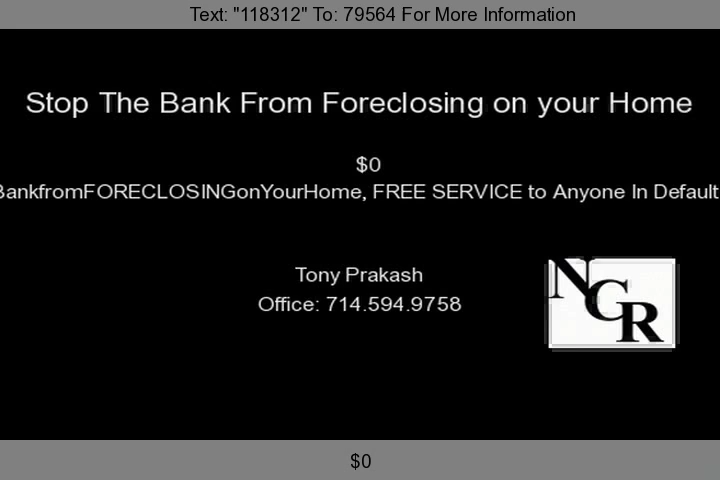 Text: "118312" To: 79564 For More Information
Stop The Bank From Foreclosing on your Home
$0
BankfromFORECLOSINGonYourHome, FREE SERVICE to Anyone In Default
Tony Prakash
Office: 714.594.9758
NCR
$0